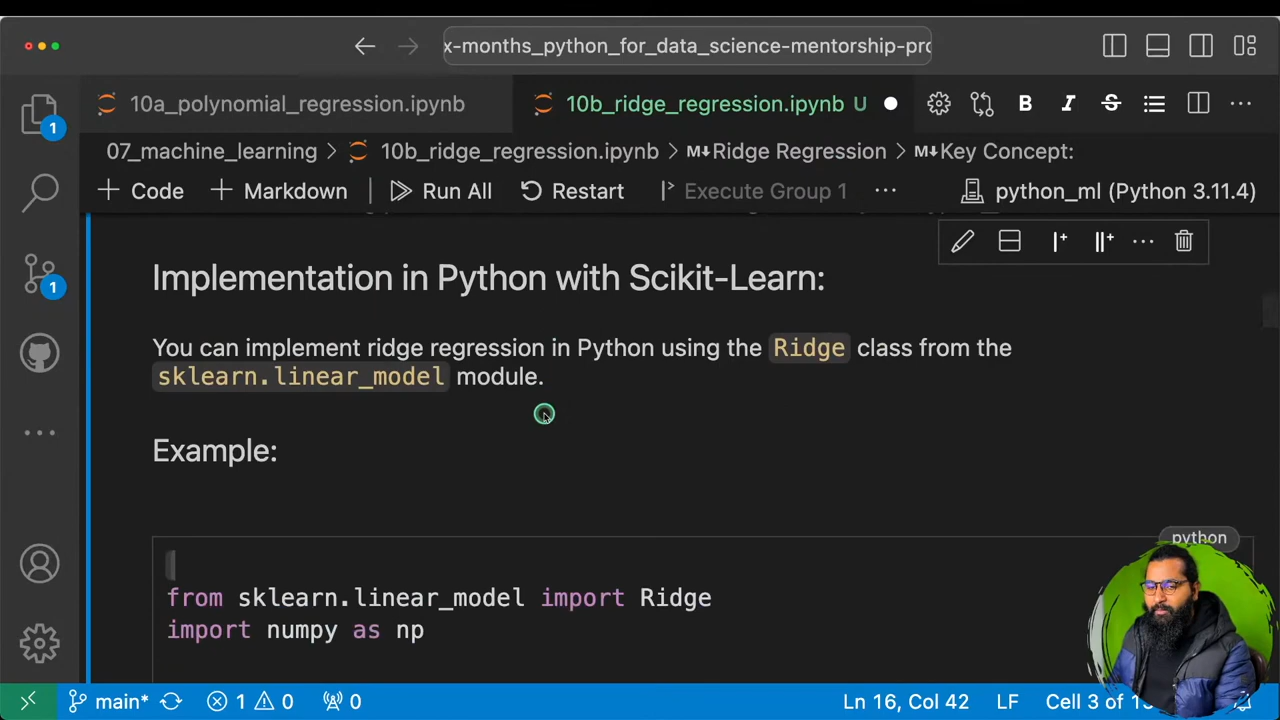 x-months_python_for_data_science-mentorship-pro
10a_polynomial_regression.ipynb
10b_ridge_regression.ipynb U
07_machine_learning > 10b_ridge_regression.ipynb > M↓Ridge Regression > M↓Key Concept:
+ Code + Markdown | Run All Restart Execute Group 1 ... python_ml (Python 3.11.4)
Implementation in Python with Scikit-Learn:
You can implement ridge regression in Python using the Ridge class from the
sklearn.linear_model module.
Example:
python
from sklearn.linear_model import Ridge
import numpy as np
1
1
main* 1 0 0 Ln 16, Col 42 LF Cell 3 of 1